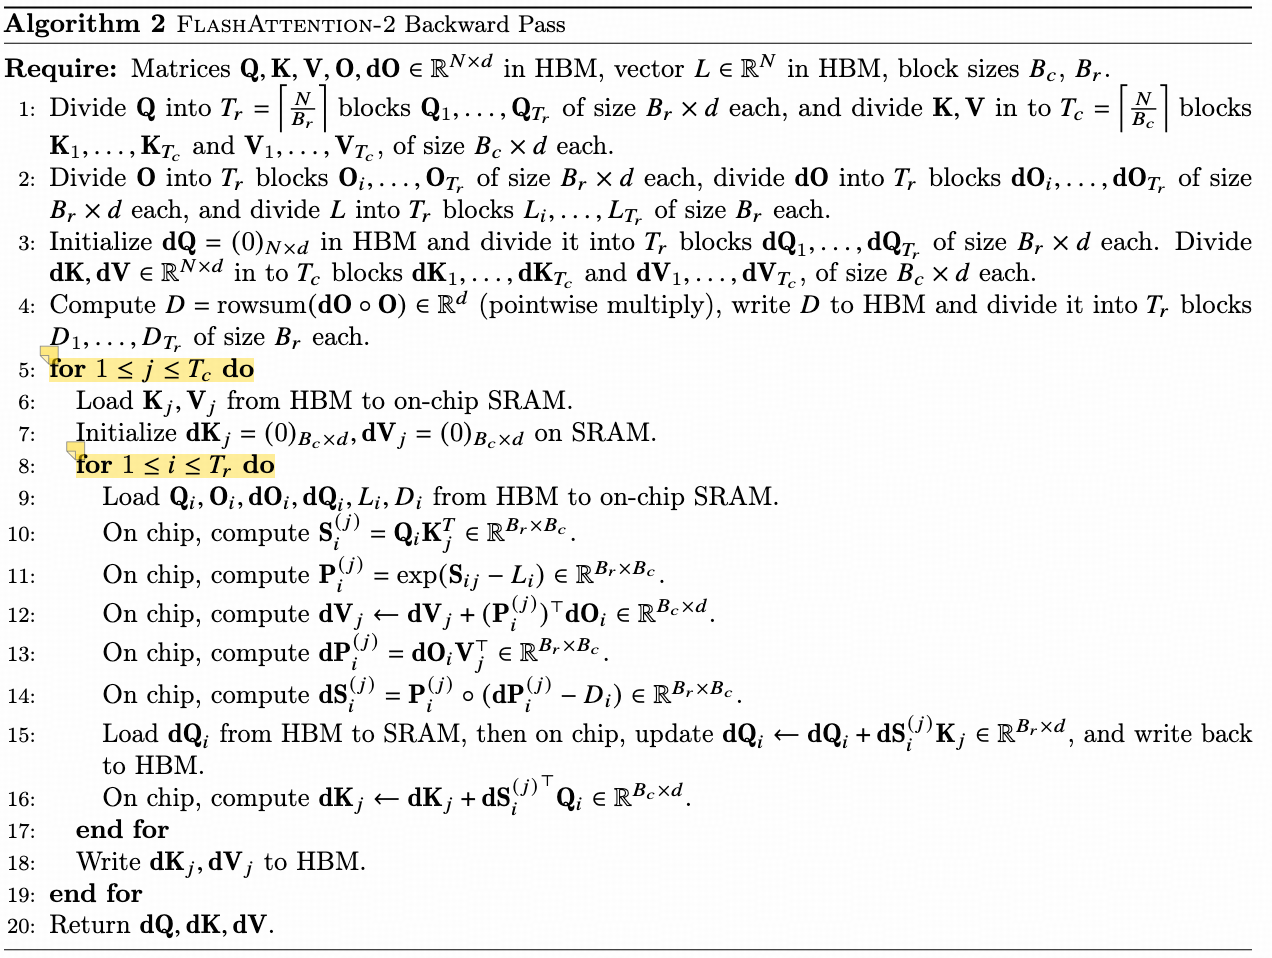 Algorithm 2 FlashAttention-2 Backward Pass
Require: Matrices Q, K, V, O, dO ∈ ℝ^{N×d} in HBM, vector L ∈ ℝ^N in HBM, block sizes B_c, B_r.
1: Divide Q into T_r = ⌈N/B_r⌉ blocks Q_1, . . . , Q_{T_r} of size B_r × d each, and divide K, V in to T_c = ⌈N/B_c⌉ blocks
K_1, . . . , K_{T_c} and V_1, . . . , V_{T_c}, of size B_c × d each.
2: Divide O into T_r blocks O_i, . . . , O_{T_r} of size B_r × d each, divide dO into T_r blocks dO_i, . . . , dO_{T_r} of size
B_r × d each, and divide L into T_r blocks L_i, . . . , L_{T_r} of size B_r each.
3: Initialize dQ = (0)_{N×d} in HBM and divide it into T_r blocks dQ_1, . . . , dQ_{T_r} of size B_r × d each. Divide
dK, dV ∈ ℝ^{N×d} in to T_c blocks dK_1, . . . , dK_{T_c} and dV_1, . . . , dV_{T_c}, of size B_c × d each.
4: Compute D = rowsum(dO ∘ O) ∈ ℝ^d (pointwise multiply), write D to HBM and divide it into T_r blocks
D_1, . . . , D_{T_r} of size B_r each.
5: for 1 ≤ j ≤ T_c do
6: Load K_j, V_j from HBM to on-chip SRAM.
7: Initialize dK_j = (0)_{B_c×d}, dV_j = (0)_{B_c×d} on SRAM.
8: for 1 ≤ i ≤ T_r do
9: Load Q_i, O_i, dO_i, dQ_i, L_i, D_i from HBM to on-chip SRAM.
10: On chip, compute S_i^{(j)} = Q_i K_j^T ∈ ℝ^{B_r×B_c}.
11: On chip, compute P_i^{(j)} = exp(S_{ij} − L_i) ∈ ℝ^{B_r×B_c}.
12: On chip, compute dV_j ← dV_j + (P_i^{(j)})^⊤ dO_i ∈ ℝ^{B_c×d}.
13: On chip, compute dP_i^{(j)} = dO_i V_j^⊤ ∈ ℝ^{B_r×B_c}.
14: On chip, compute dS_i^{(j)} = P_i^{(j)} ∘ (dP_i^{(j)} − D_i) ∈ ℝ^{B_r×B_c}.
15: Load dQ_i from HBM to SRAM, then on chip, update dQ_i ← dQ_i + dS_i^{(j)} K_j ∈ ℝ^{B_r×d}, and write back
to HBM.
16: On chip, compute dK_j ← dK_j + dS_i^{(j)⊤} Q_i ∈ ℝ^{B_c×d}.
17: end for
18: Write dK_j, dV_j to HBM.
19: end for
20: Return dQ, dK, dV.